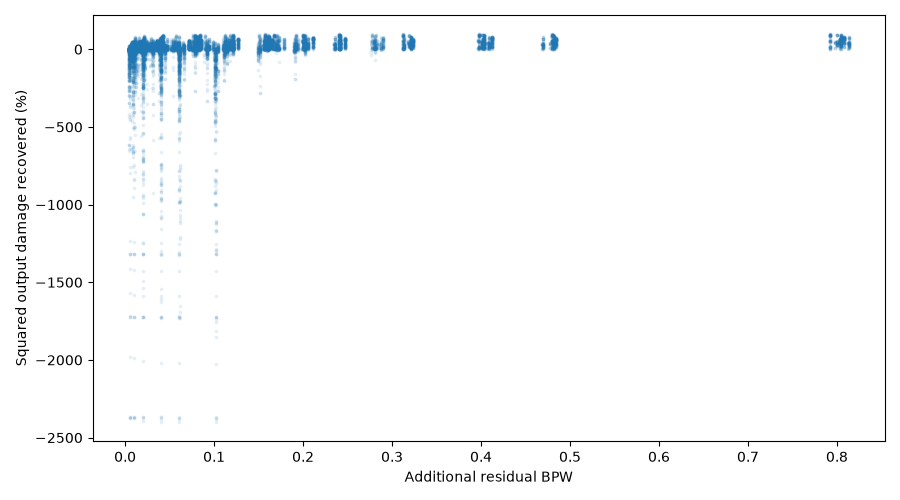 Squared output damage recovered (%)
0
−500
−1000
−1500
−2000
−2500
0.0 0.1 0.2 0.3 0.4 0.5 0.6 0.7 0.8
Additional residual BPW